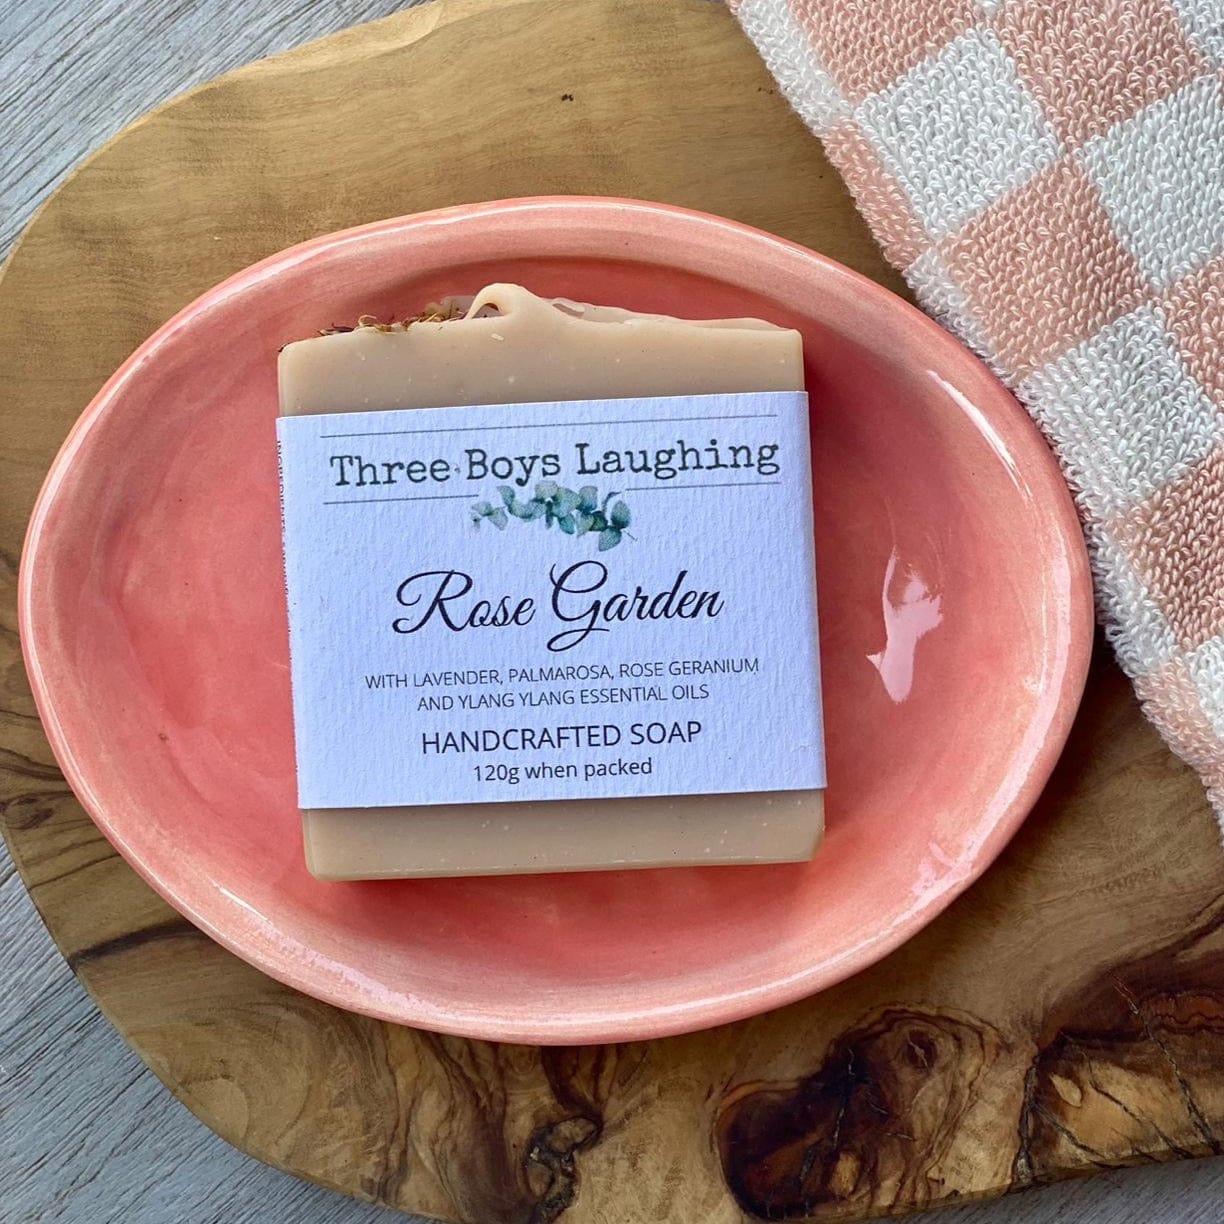 Three Boys Laughing
Rose Garden
WITH LAVENDER, PALMAROSA, ROSE GERANIUM
AND YLANG YLANG ESSENTIAL OILS
HANDCRAFTED SOAP
120g when packed